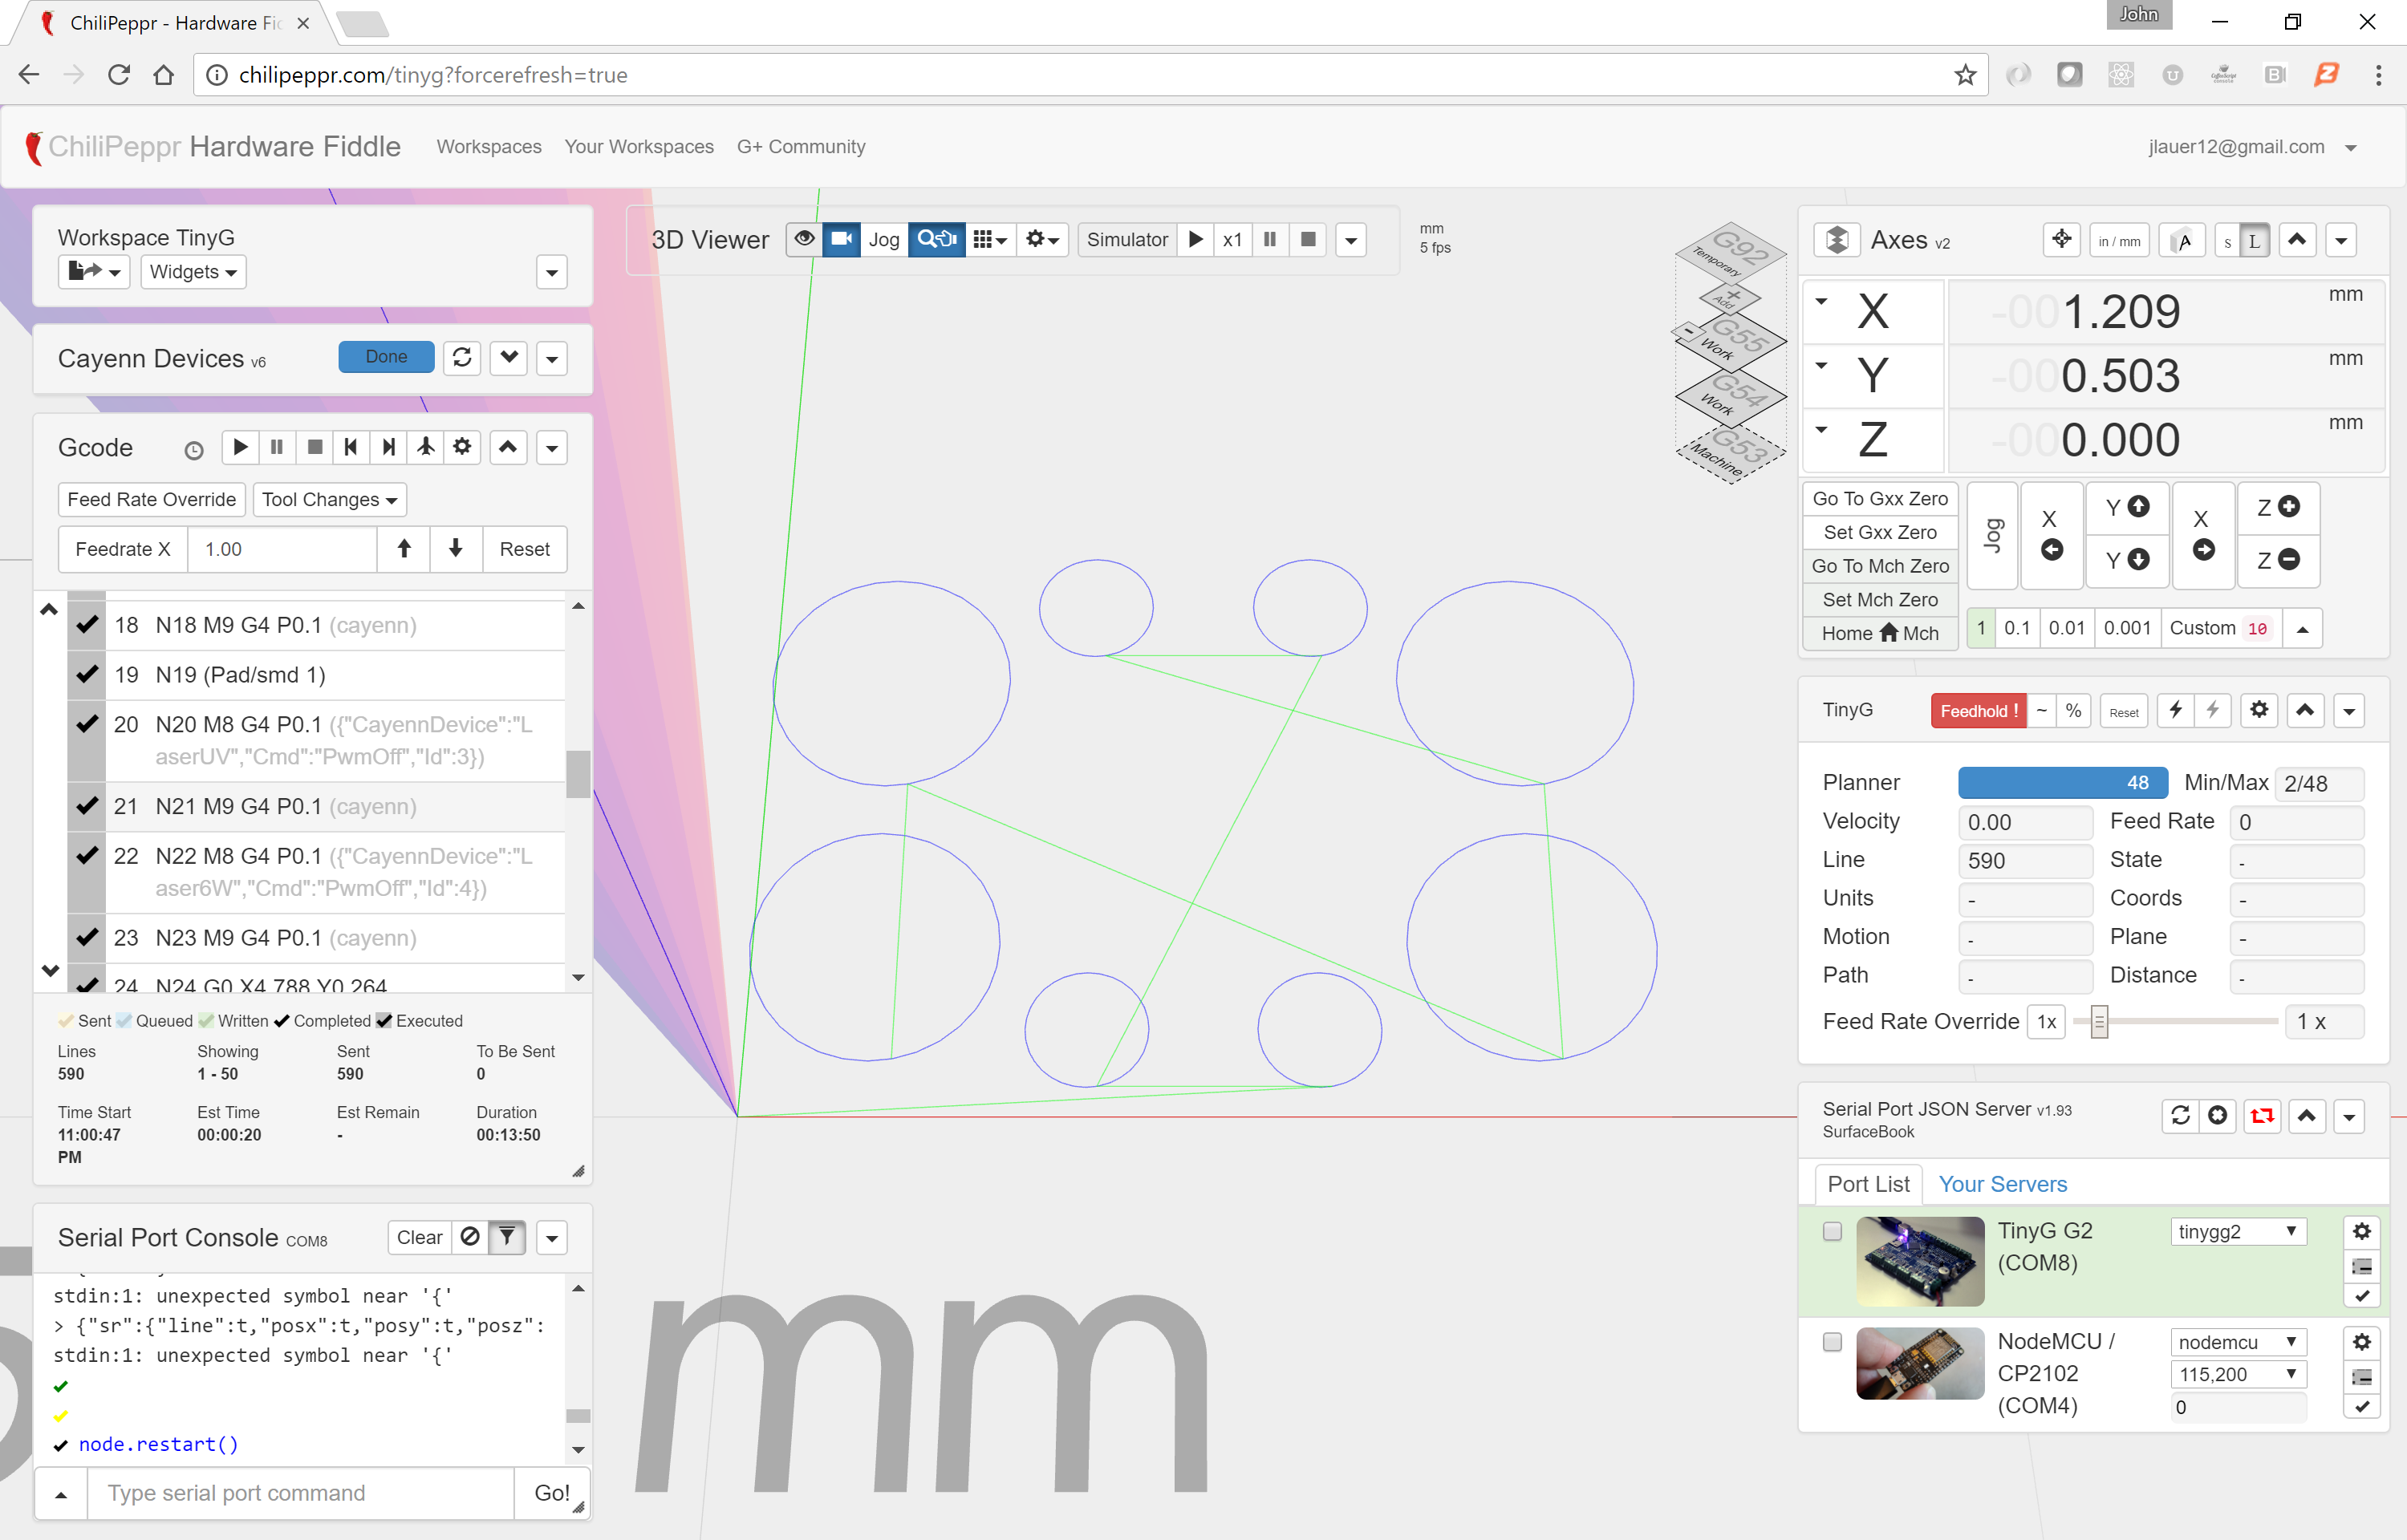 ChiliPeppr - Hardware Fic
John
chilipeppr.com/tinyg?forcerefresh=true
ChiliPeppr Hardware Fiddle
Workspaces
Your Workspaces
G+ Community
jlauer12@gmail.com
Workspace TinyG
Widgets
Cayenn Devices v6
Done
Gcode
Feed Rate Override
Tool Changes
Feedrate X
1.00
Reset
18 N18 M9 G4 P0.1 (cayenn)
19 N19 (Pad/smd 1)
20 N20 M8 G4 P0.1 ({"CayennDevice":"L
aserUV","Cmd":"PwmOff","Id":3})
21 N21 M9 G4 P0.1 (cayenn)
22 N22 M8 G4 P0.1 ({"CayennDevice":"L
aser6W","Cmd":"PwmOff","Id":4})
23 N23 M9 G4 P0.1 (cayenn)
24 N24 G0 X4.788 Y0.264
Sent Queued Written Completed Executed
Lines Showing Sent To Be Sent
590 1 - 50 590 0
Time Start Est Time Est Remain Duration
11:00:47 00:00:20 - 00:13:50
PM
Serial Port Console COM8
Clear
stdin:1: unexpected symbol near '{'
> {"sr":{"line":t,"posx":t,"posy":t,"posz":
stdin:1: unexpected symbol near '{'
node.restart()
Type serial port command
Go!
3D Viewer
Jog
Simulator
x1
mm
5 fps
G92
Temporary
+
Add
G55
Work
G54
Work
G53
Machine
mm
Axes v2
in / mm
A
s
L
X -001.209 mm
Y -000.503 mm
Z -000.000 mm
Go To Gxx Zero
Set Gxx Zero
Go To Mch Zero
Set Mch Zero
Home Mch
Jog
X
Y
Y
X
Z
Z
1 0.1 0.01 0.001 Custom 10
TinyG
Feedhold !
~
%
Reset
Planner 48 Min/Max 2/48
Velocity 0.00 Feed Rate 0
Line 590 State -
Units - Coords -
Motion - Plane -
Path - Distance -
Feed Rate Override 1x 1 x
Serial Port JSON Server v1.93
SurfaceBook
Port List
Your Servers
TinyG G2
(COM8)
tinygg2
NodeMCU /
CP2102
(COM4)
nodemcu
115,200
0